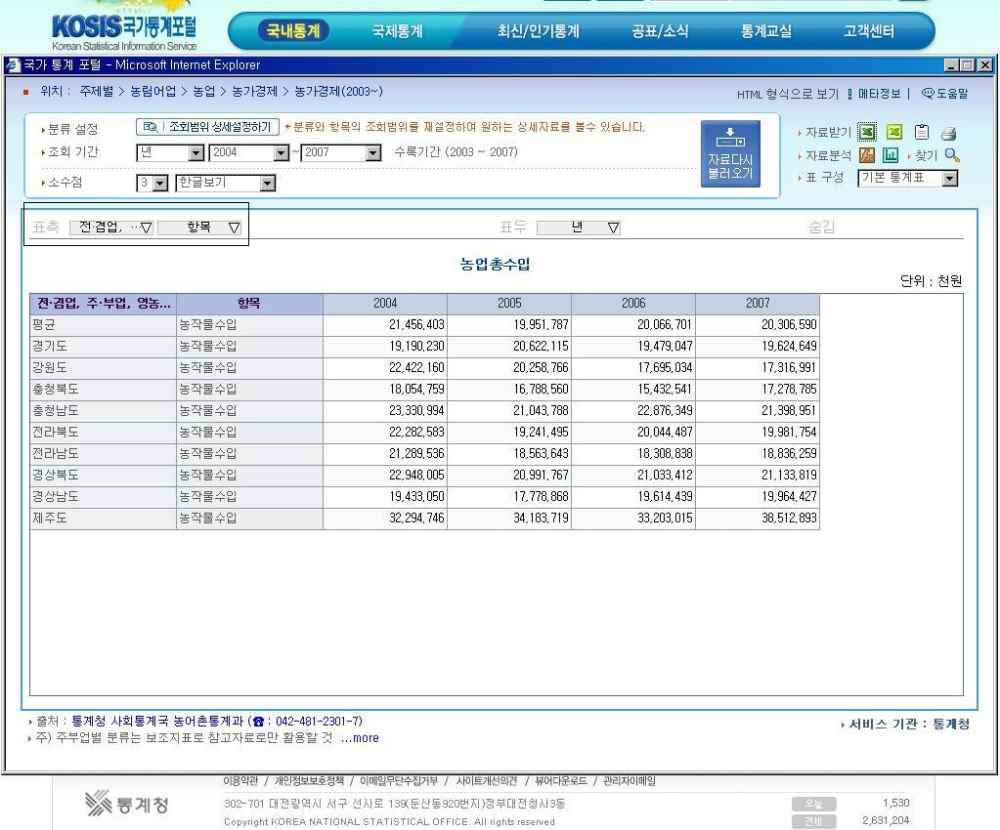 KOSIS 국가통계포털
Korean Statistical Information Service
국내통계 국제통계 최신/인기통계 공표/소식 통계교실 고객센터
국가 통계 포털 - Microsoft Internet Explorer
위치 : 주제별 > 농림어업 > 농업 > 농가경제 > 농가경제(2003~)
HTML 형식으로 보기 메타정보 | 도움말
분류 설정 조회범위 상세설정하기 *분류와 항목의 조회범위를 재설정하여 원하는 상세자료를 볼수 있습니다.
조회 기간 년 2004 ~ 2007 수록기간 (2003 ~ 2007)
소수점 3 한글보기
자료다시
불러오기
자료받기
자료분석 찾기
표 구성 기본 통계표
표측 전·겸업, ··· 항목 표두 년 숨김
농업총수입
단위 : 천원
전·겸업, 주·부업, 영농... 항목 2004 2005 2006 2007
평균 농작물수입 21,456,403 19,951,787 20,066,701 20,306,590
경기도 농작물수입 19,190,230 20,622,115 19,479,047 19,624,649
강원도 농작물수입 22,422,160 20,258,766 17,695,034 17,316,991
충청북도 농작물수입 18,054,759 16,788,560 15,432,541 17,278,785
충청남도 농작물수입 23,330,994 21,043,788 22,876,349 21,398,951
전라북도 농작물수입 22,282,583 19,241,495 20,044,487 19,981,754
전라남도 농작물수입 21,289,536 18,563,643 18,308,838 18,836,259
경상북도 농작물수입 22,948,005 20,991,767 21,033,412 21,133,819
경상남도 농작물수입 19,433,050 17,778,868 19,614,439 19,964,427
제주도 농작물수입 32,294,746 34,183,719 33,203,015 38,512,893
출처 : 통계청 사회통계국 농어촌통계과 (☎ : 042-481-2301-7)
서비스 기관 : 통계청
주) 주부업별 분류는 보조지표로 참고자료로만 활용할 것 ...more
이용약관 / 개인정보보호정책 / 이메일무단수집거부 / 사이트개선의견 / 뷰어다운로드 / 관리자이메일
통계청
302-701 대전광역시 서구 선사로 139(둔산동920번지)정부대전청사3동
오늘 1,530
Copyright KOREA NATIONAL STATISTICAL OFFICE. All rights reserved
전체 2,631,204